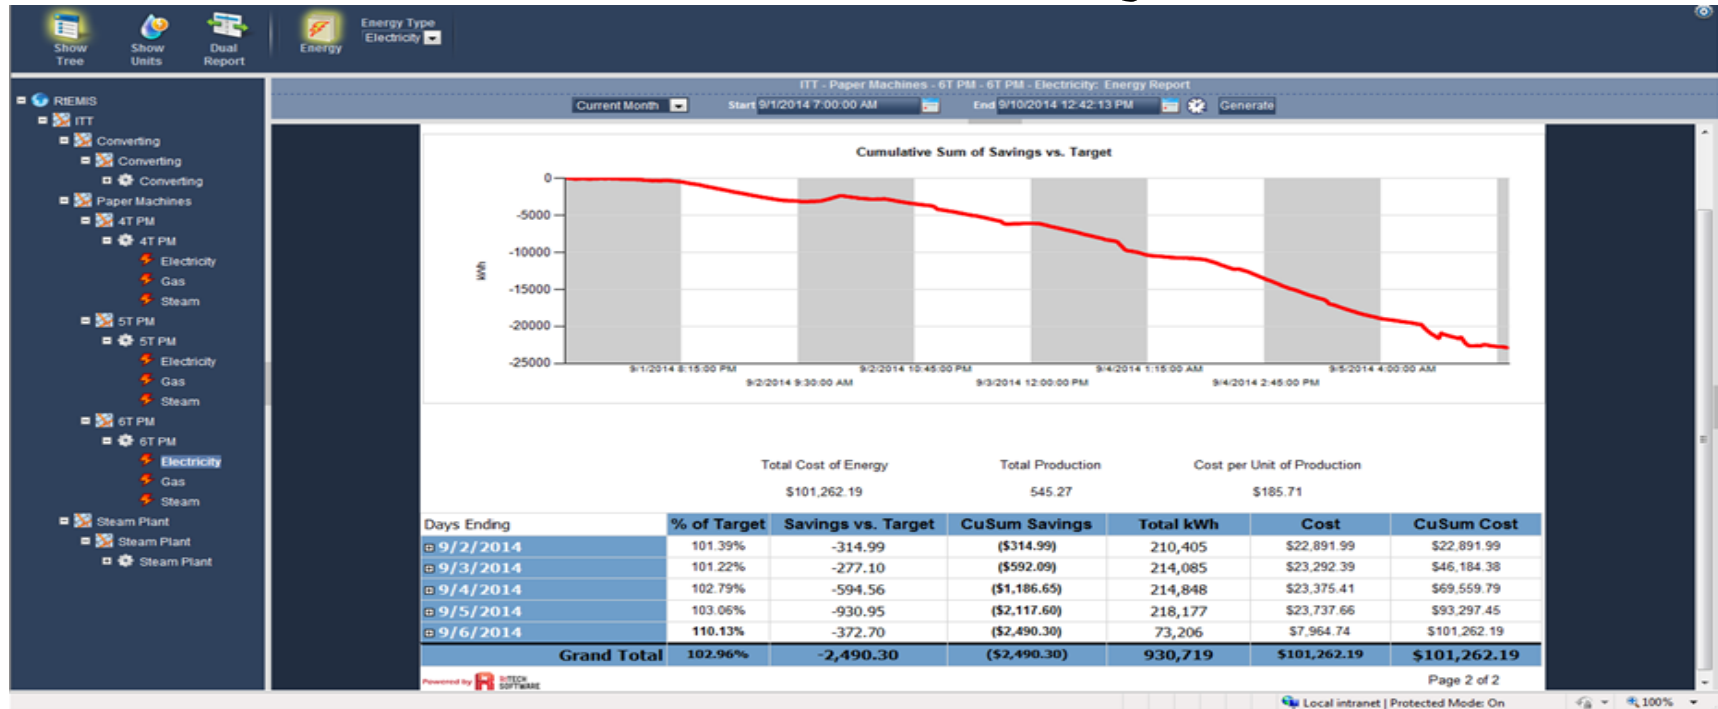 Energy Type
Electricity
Show Tree
Show Units
Dual Report
Energy
ITT - Paper Machines - 6T PM - 6T PM - Electricity: Energy Report
Current Month Start 9/1/2014 7:00:00 AM End 9/10/2014 12:42:13 PM Generate
RtEMIS
ITT
Converting
Converting
Converting
Paper Machines
4T PM
4T PM
Electricity
Gas
Steam
5T PM
5T PM
Electricity
Gas
Steam
6T PM
6T PM
Electricity
Gas
Steam
Steam Plant
Steam Plant
Steam Plant
Cumulative Sum of Savings vs. Target
0
-5000
-10000
kWh
-15000
-20000
-25000
9/1/2014 8:15:00 PM 9/2/2014 10:45:00 PM 9/4/2014 1:15:00 AM 9/5/2014 4:00:00 AM
9/2/2014 9:30:00 AM 9/3/2014 12:00:00 PM 9/4/2014 2:45:00 PM
Total Cost of Energy Total Production Cost per Unit of Production
$101,262.19 545.27 $185.71
Days Ending % of Target Savings vs. Target CuSum Savings Total kWh Cost CuSum Cost
9/2/2014 101.39% -314.99 ($314.99) 210,405 $22,891.99 $22,891.99
9/3/2014 101.22% -277.10 ($592.09) 214,085 $23,292.39 $46,184.38
9/4/2014 102.79% -594.56 ($1,186.65) 214,848 $23,375.41 $69,559.79
9/5/2014 103.06% -930.95 ($2,117.60) 218,177 $23,737.66 $93,297.45
9/6/2014 110.13% -372.70 ($2,490.30) 73,206 $7,964.74 $101,262.19
Grand Total 102.96% -2,490.30 ($2,490.30) 930,719 $101,262.19 $101,262.19
Powered by RtTECH SOFTWARE Page 2 of 2
Local intranet | Protected Mode: On 100%